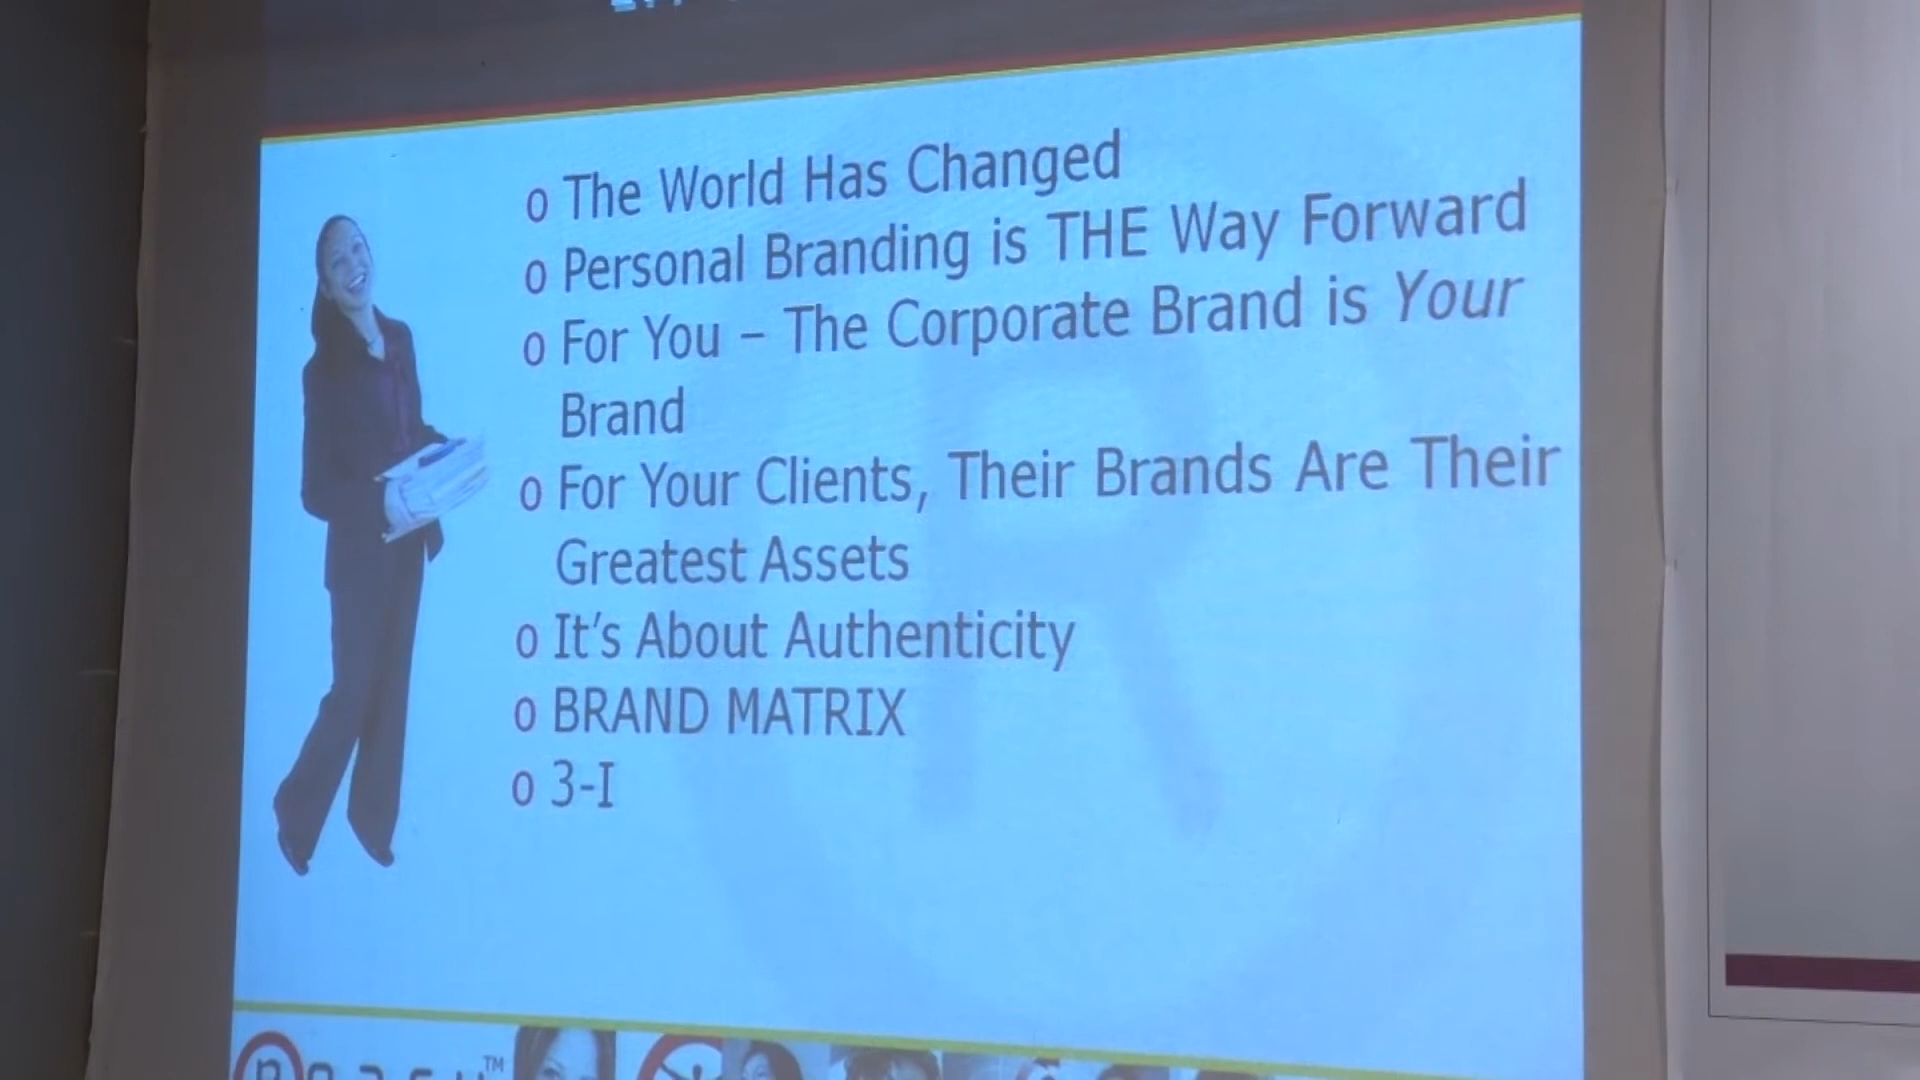 o The World Has Changed
o Personal Branding is THE Way Forward
o For You – The Corporate Brand is Your
Brand
o For Your Clients, Their Brands Are Their
Greatest Assets
o It's About Authenticity
o BRAND MATRIX
o 3-I
TM